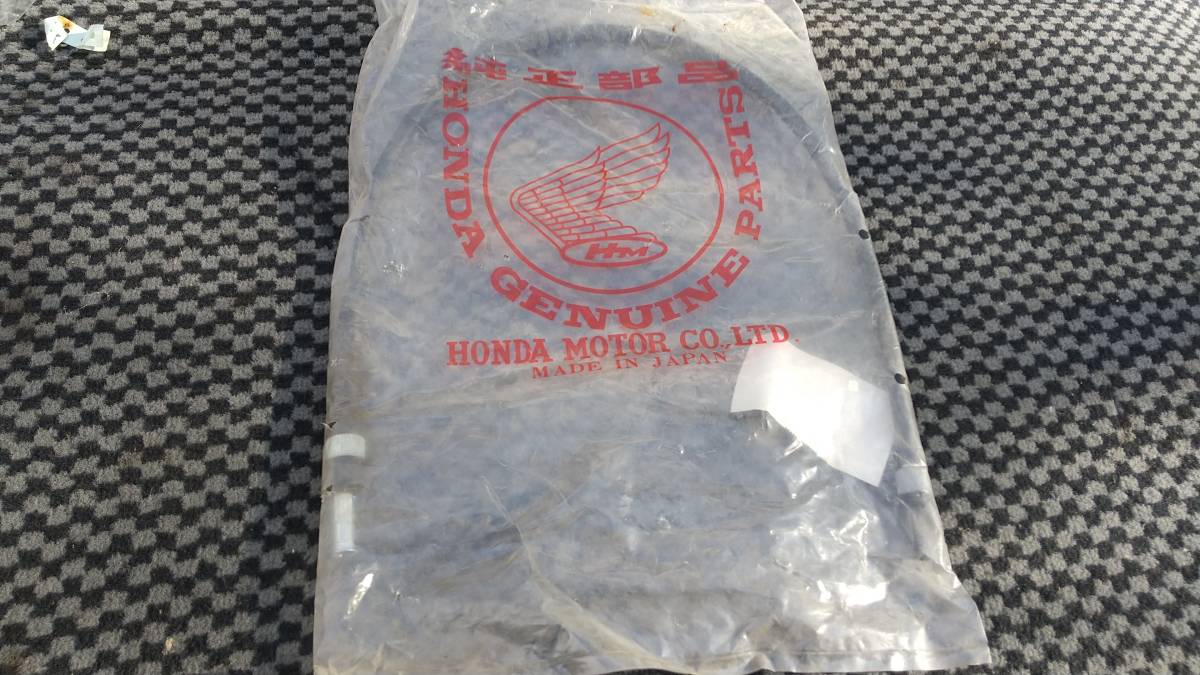 純正部品
HONDA GENUINE PARTS
HM
HONDA MOTOR CO., LTD.
MADE IN JAPAN